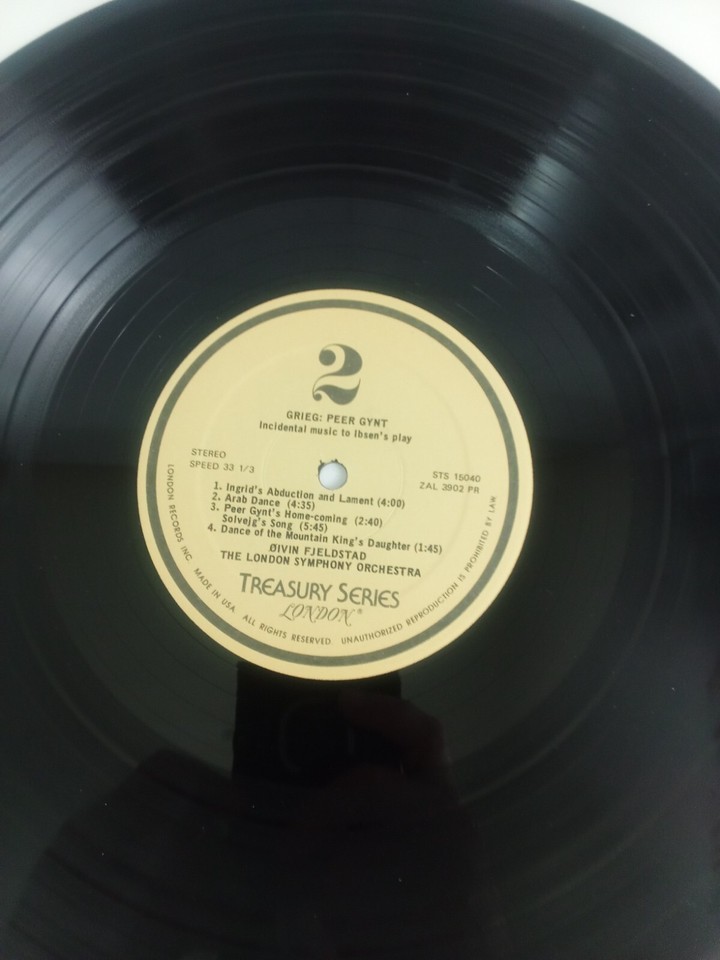 2
GRIEG: PEER GYNT
Incidental music to Ibsen's play
STEREO
SPEED 33 1/3
STS 15040
ZAL 3902 PR
1. Ingrid's Abduction and Lament (4:00)
2. Arab Dance (4:35)
3. Peer Gynt's Home-coming (2:40)
Solvejg's Song (5:45)
4. Dance of the Mountain King's Daughter (1:45)
ØIVIN FJELDSTAD
THE LONDON SYMPHONY ORCHESTRA
TREASURY SERIES
LONDON®
LONDON RECORDS INC. MADE IN USA ALL RIGHTS RESERVED UNAUTHORIZED REPRODUCTION IS PROHIBITED BY LAW